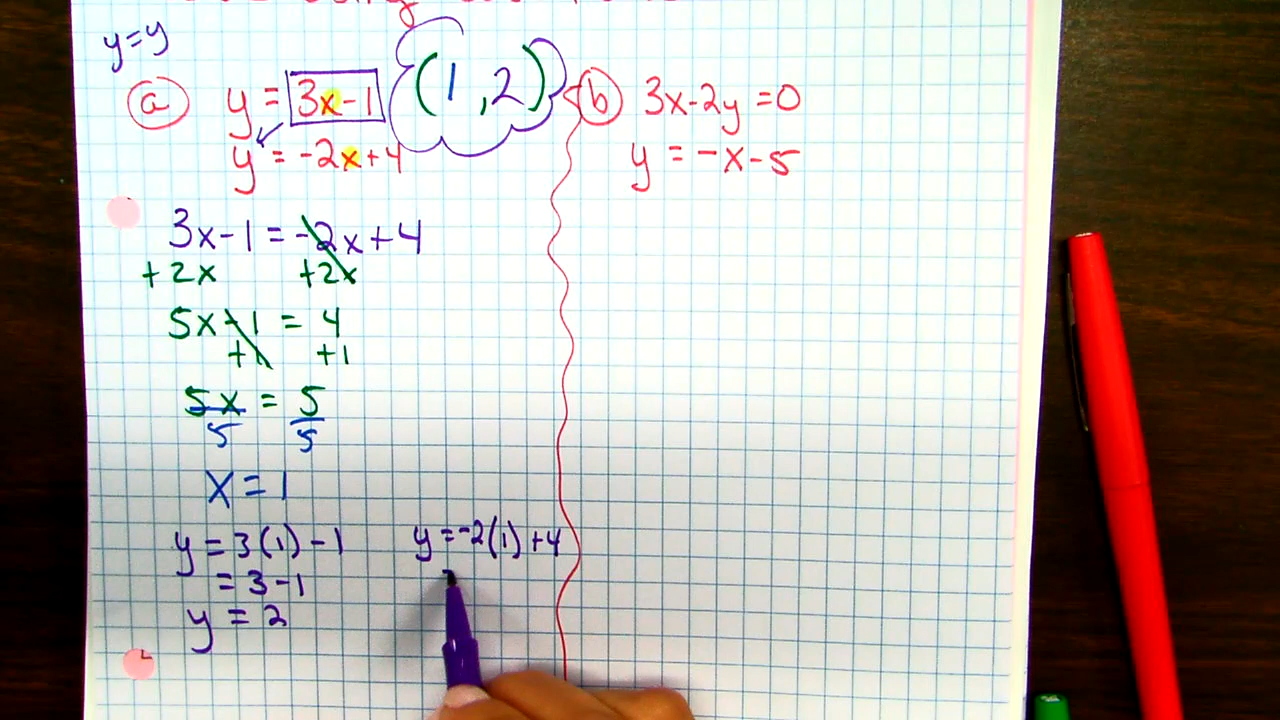 y=y
(a) y = 3x-1 (1,2)
y = -2x+4
3x-1 = -2x+4
+2x +2x
5x-1 = 4
+1 +1
5x = 5
5 5
x = 1
y = 3(1)-1
= 3-1
y = 2
y = -2(1)+4
(b) 3x-2y=0
y = -x-5